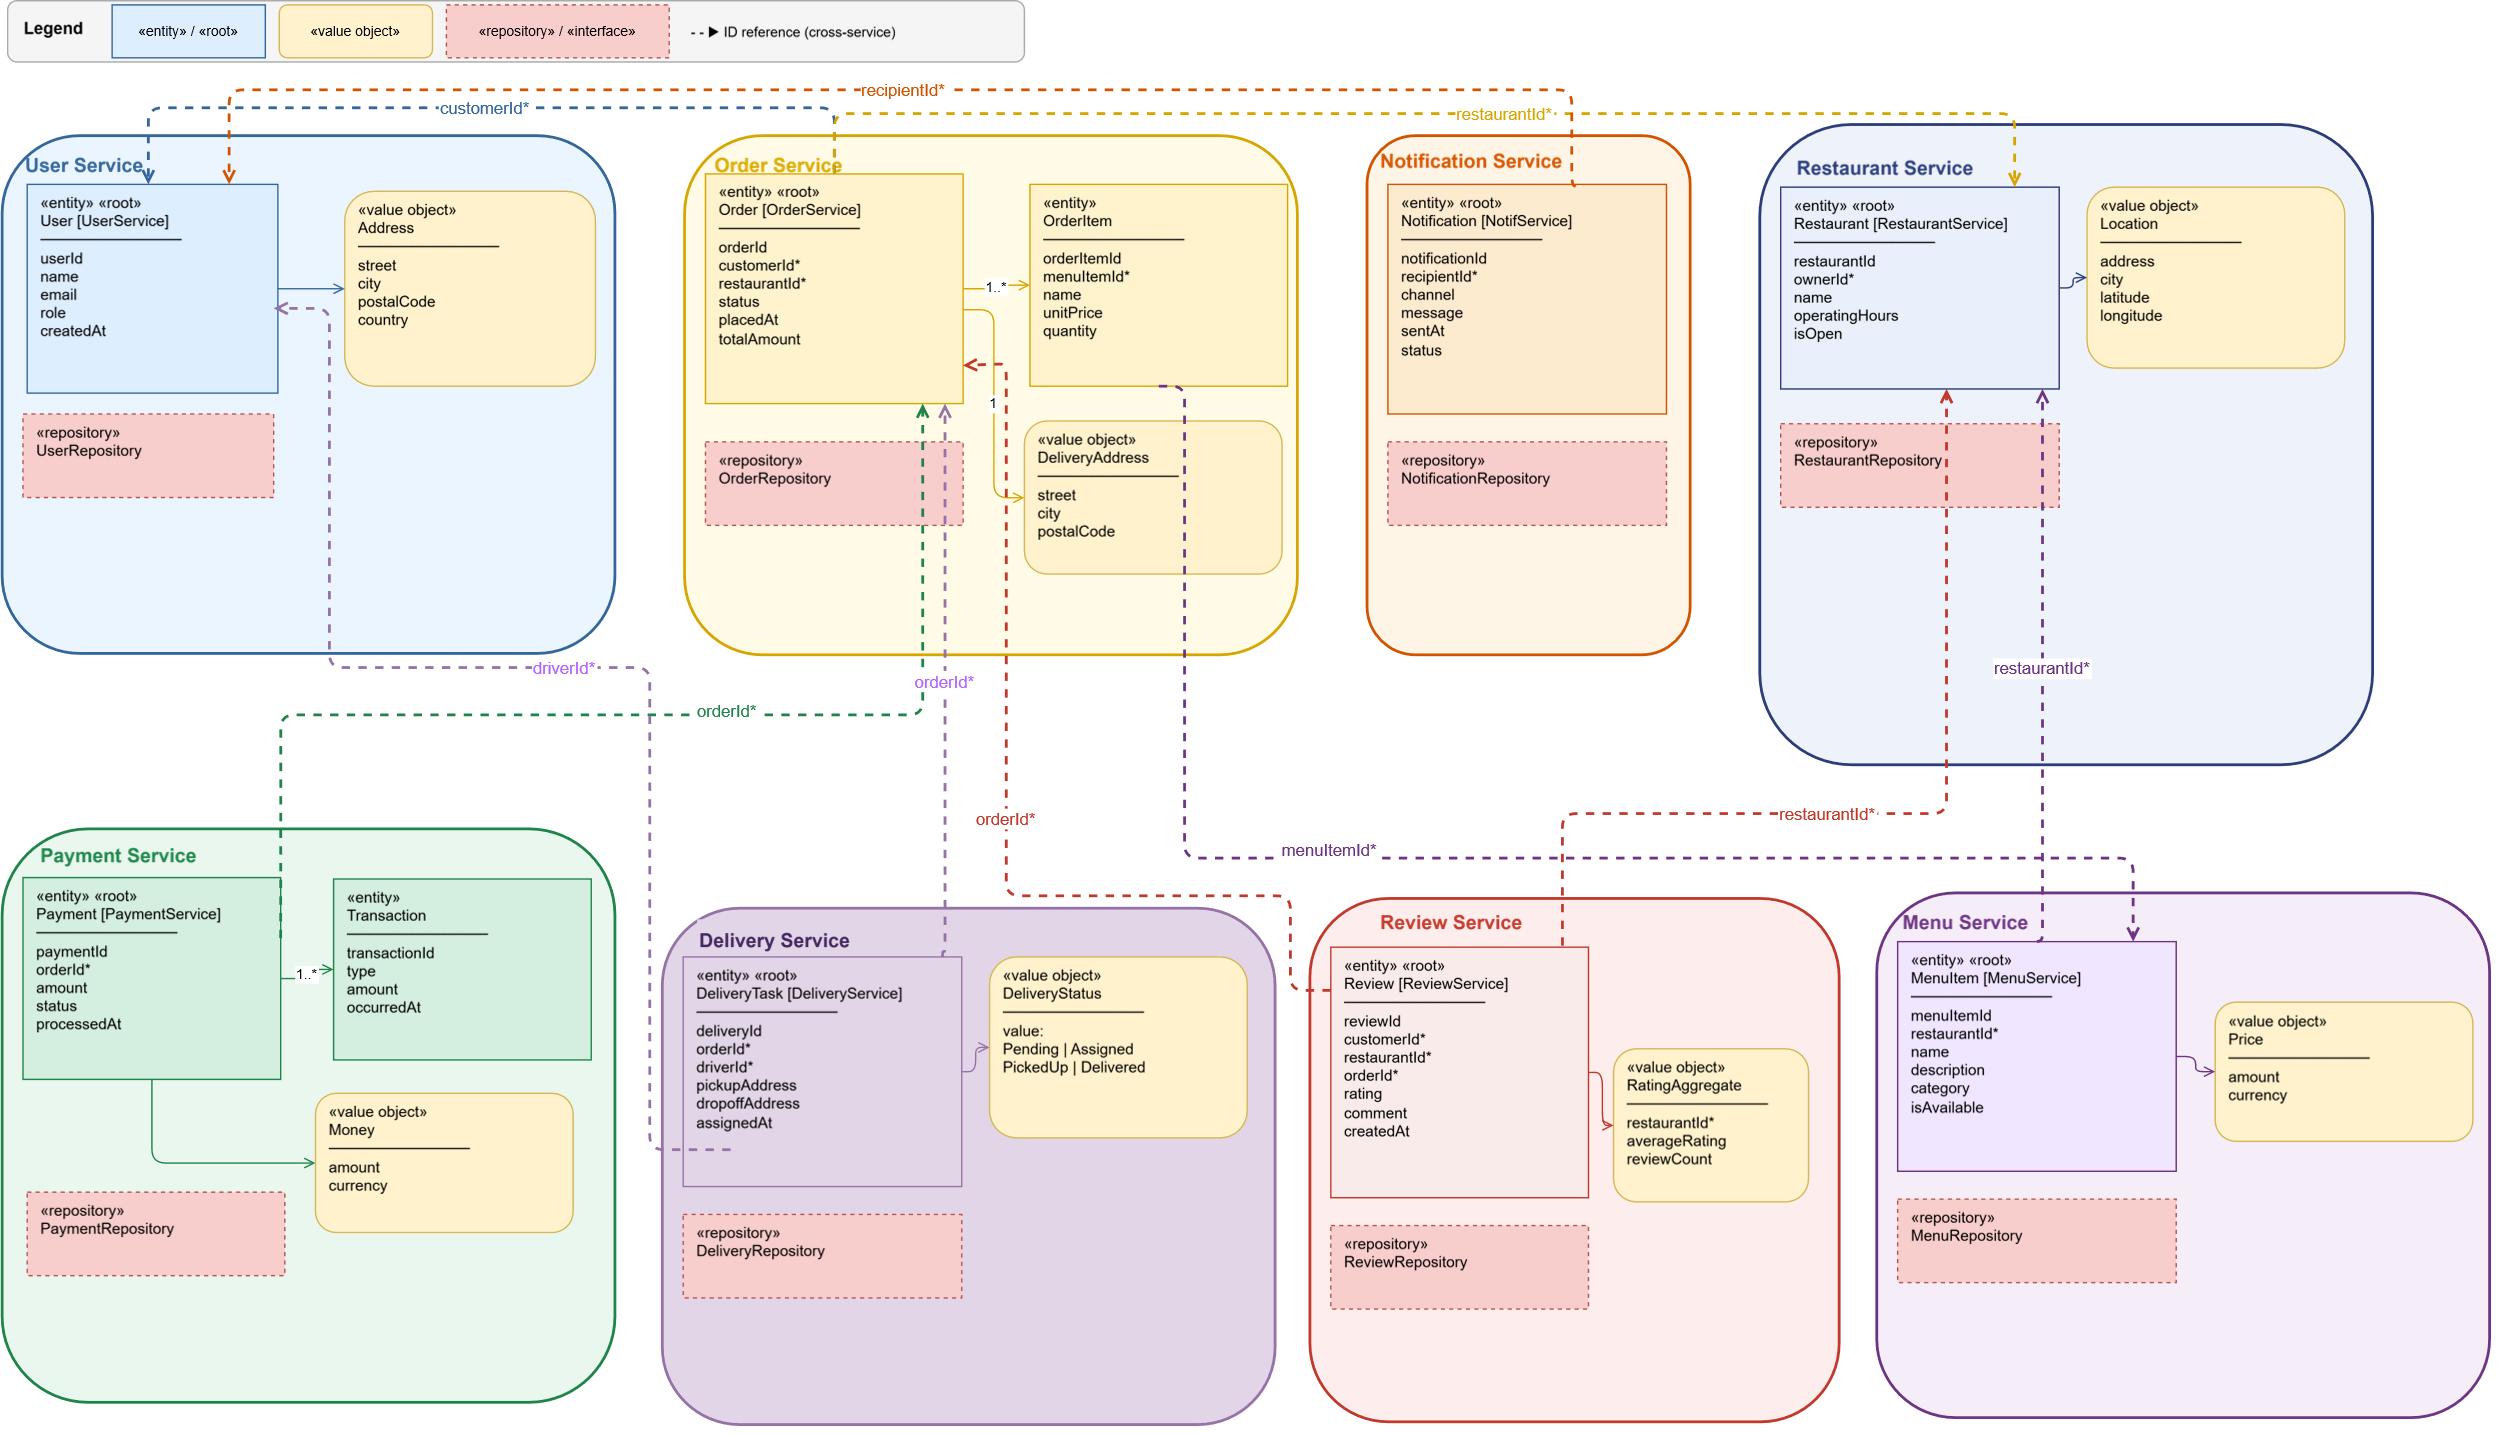 Legend
«entity» / «root»
«value object»
«repository» / «interface»
- - ▶ ID reference (cross-service)
recipientId*
customerId*
restaurantId*
User Service
«entity» «root»
User [UserService]
userId
name
email
role
createdAt
«value object»
Address
street
city
postalCode
country
«repository»
UserRepository
Order Service
«entity» «root»
Order [OrderService]
orderId
customerId*
restaurantId*
status
placedAt
totalAmount
1..*
«entity»
OrderItem
orderItemId
menuItemId*
name
unitPrice
quantity
1
«value object»
DeliveryAddress
street
city
postalCode
«repository»
OrderRepository
Notification Service
«entity» «root»
Notification [NotifService]
notificationId
recipientId*
channel
message
sentAt
status
«repository»
NotificationRepository
Restaurant Service
«entity» «root»
Restaurant [RestaurantService]
restaurantId
ownerId*
name
operatingHours
isOpen
«value object»
Location
address
city
latitude
longitude
«repository»
RestaurantRepository
driverId*
orderId*
orderId*
restaurantId*
orderId*
restaurantId*
menuItemId*
Payment Service
«entity» «root»
Payment [PaymentService]
paymentId
orderId*
amount
status
processedAt
1..*
«entity»
Transaction
transactionId
type
amount
occurredAt
«value object»
Money
amount
currency
«repository»
PaymentRepository
Delivery Service
«entity» «root»
DeliveryTask [DeliveryService]
deliveryId
orderId*
driverId*
pickupAddress
dropoffAddress
assignedAt
«value object»
DeliveryStatus
value:
Pending | Assigned
PickedUp | Delivered
«repository»
DeliveryRepository
Review Service
«entity» «root»
Review [ReviewService]
reviewId
customerId*
restaurantId*
orderId*
rating
comment
createdAt
«value object»
RatingAggregate
restaurantId*
averageRating
reviewCount
«repository»
ReviewRepository
Menu Service
«entity» «root»
MenuItem [MenuService]
menuItemId
restaurantId*
name
description
category
isAvailable
«value object»
Price
amount
currency
«repository»
MenuRepository